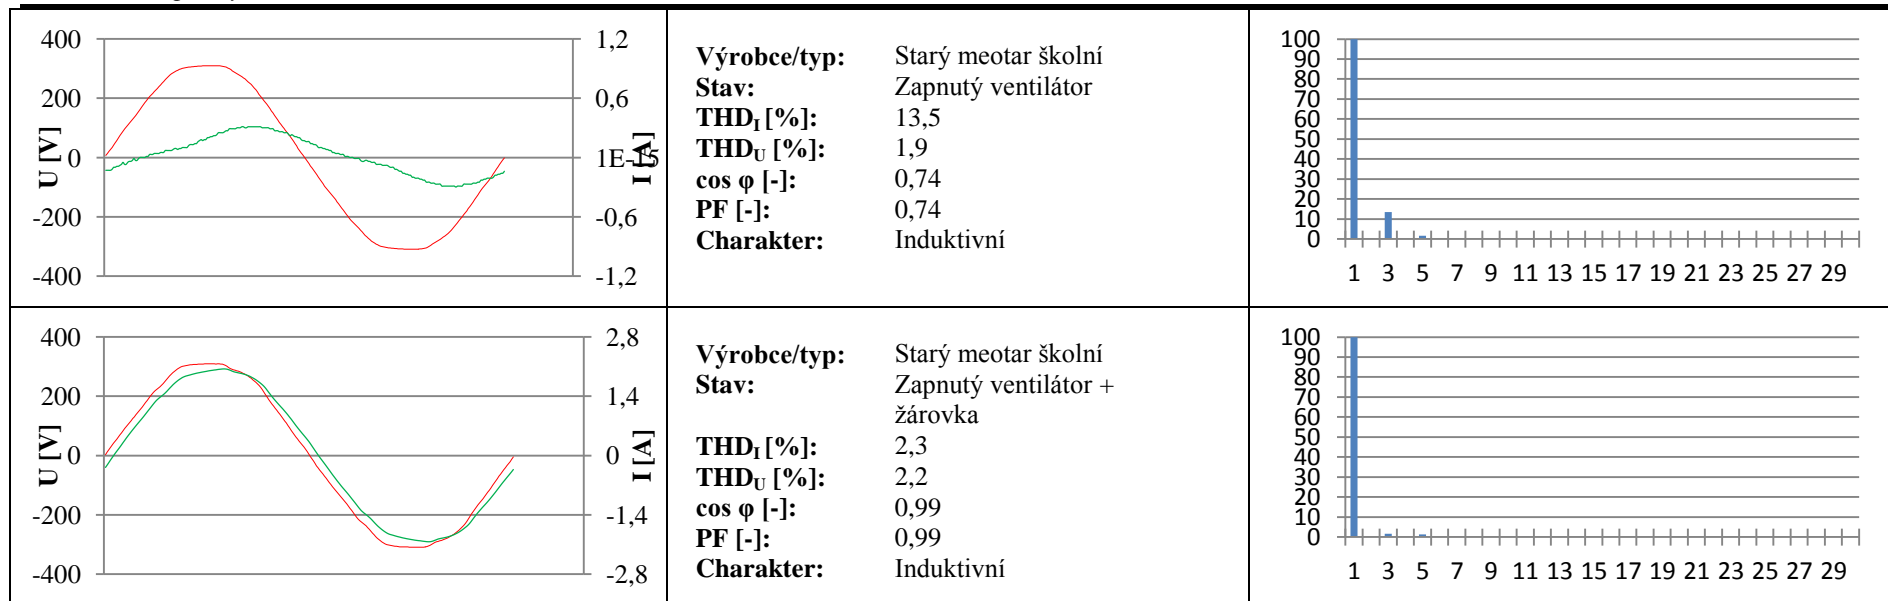 400
200
0
-200
-400
U [V]
1,2
0,6
1E-15
-0,6
-1,2
I [A]
Výrobce/typ: Starý meotar školní
Stav: Zapnutý ventilátor
THD_I [%]: 13,5
THD_U [%]: 1,9
cos φ [-]: 0,74
PF [-]: 0,74
Charakter: Induktivní
100
90
80
70
60
50
40
30
20
10
0
1 3 5 7 9 11 13 15 17 19 21 23 25 27 29
400
200
0
-200
-400
U [V]
2,8
1,4
0
-1,4
-2,8
I [A]
Výrobce/typ: Starý meotar školní
Stav: Zapnutý ventilátor +
žárovka
THD_I [%]: 2,3
THD_U [%]: 2,2
cos φ [-]: 0,99
PF [-]: 0,99
Charakter: Induktivní
100
90
80
70
60
50
40
30
20
10
0
1 3 5 7 9 11 13 15 17 19 21 23 25 27 29